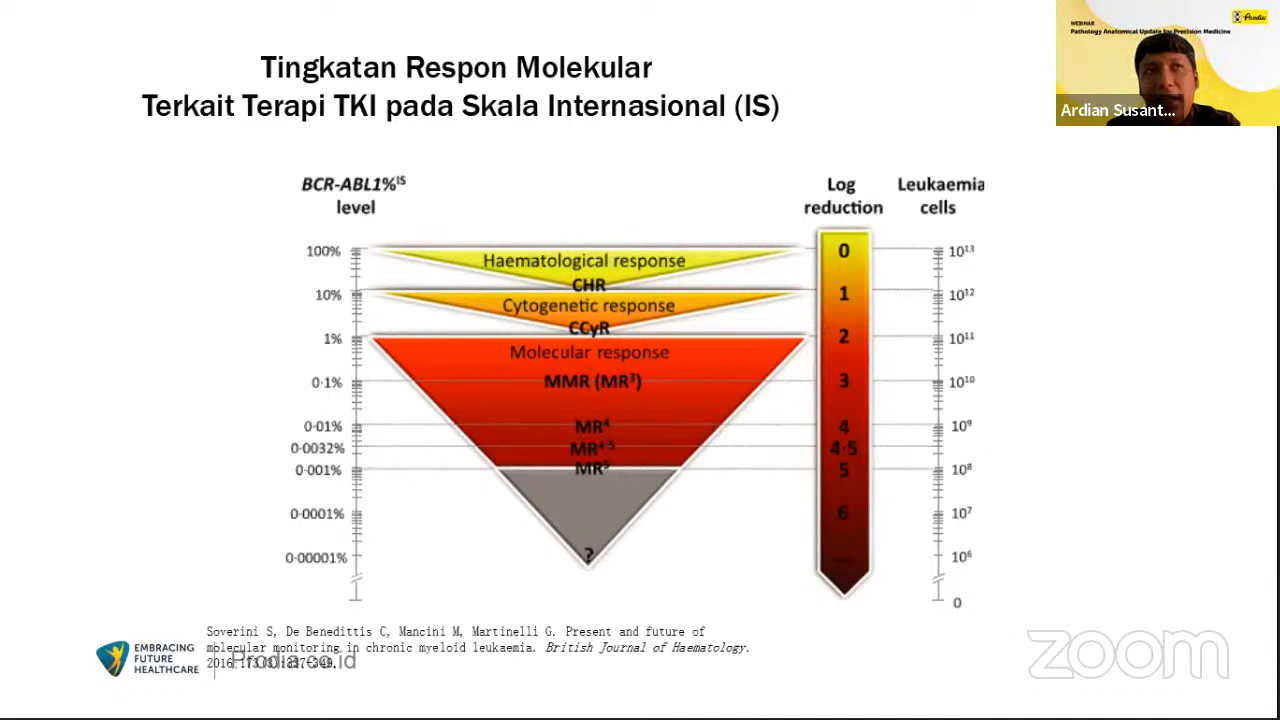 WEBINAR
Pathology Anatomical Update for Precision Medicine
Prodia
Ardian Susant...
Tingkatan Respon Molekular
Terkait Terapi TKI pada Skala Internasional (IS)
BCR-ABL1%IS
level
Log
reduction
Leukaemia
cells
100% Haematological response 0 10¹³
CHR
10% Cytogenetic response 1 10¹²
CCyR
1% 2 10¹¹
Molecular response
0·1% MMR (MR³) 3 10¹⁰
0·01% MR⁴ 4 10⁹
0·0032% MR⁴·⁵ 4·5
0·001% MR⁵ 5 10⁸
0·0001% 6 10⁷
0·00001% ? 10⁶
0
Soverini S, De Benedittis C, Mancini M, Martinelli G. Present and future of
molecular monitoring in chronic myeloid leukaemia. British Journal of Haematology.
2016
EMBRACING
FUTURE
HEALTHCARE
Prodia.co.id
zoom